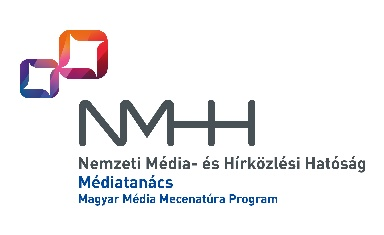 NMHH
Nemzeti Média- és Hírközlési Hatóság
Médiatanács
Magyar Média Mecenatúra Program